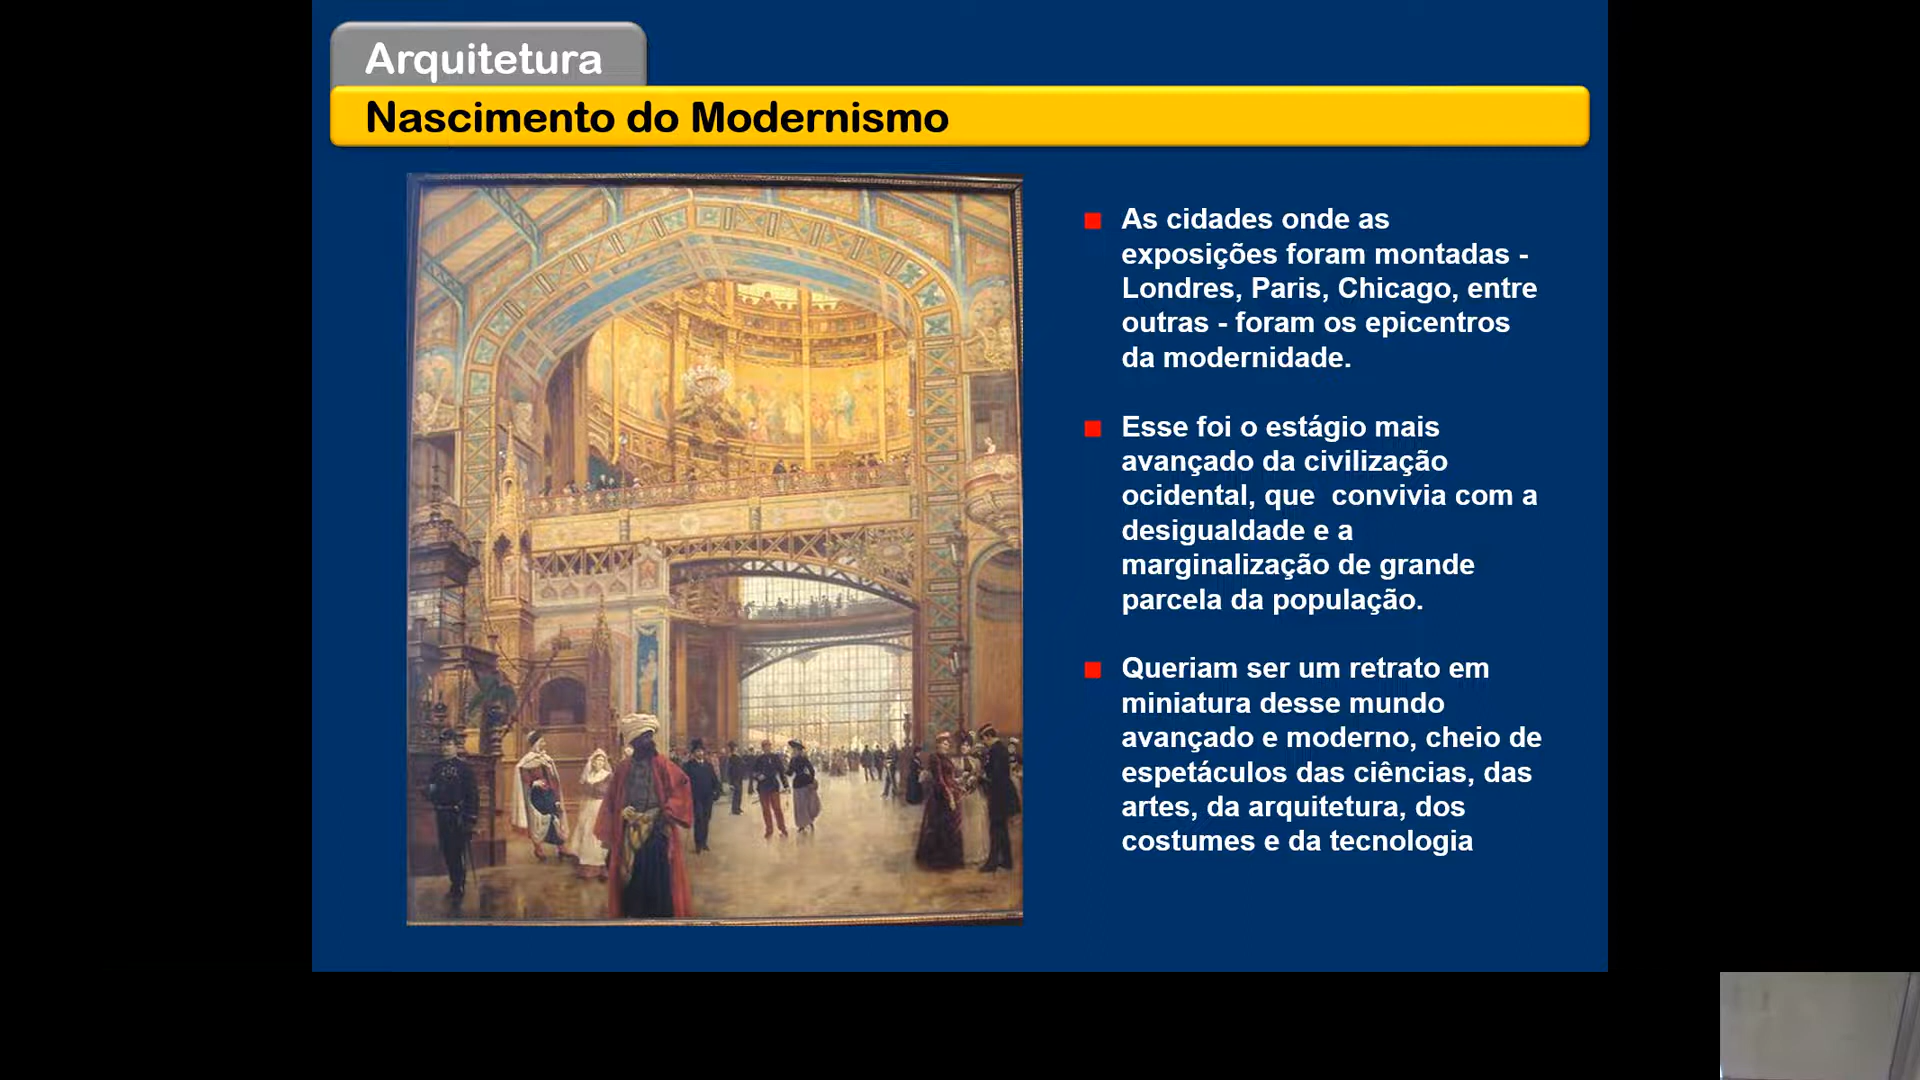 Arquitetura
Nascimento do Modernismo
As cidades onde as
exposições foram montadas -
Londres, Paris, Chicago, entre
outras - foram os epicentros
da modernidade.
Esse foi o estágio mais
avançado da civilização
ocidental, que  convivia com a
desigualdade e a
marginalização de grande
parcela da população.
Queriam ser um retrato em
miniatura desse mundo
avançado e moderno, cheio de
espetáculos das ciências, das
artes, da arquitetura, dos
costumes e da tecnologia